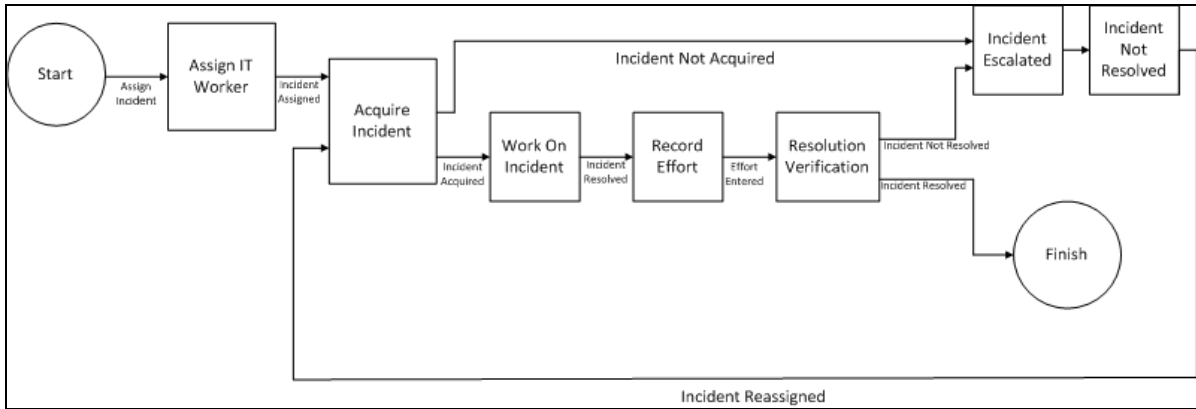 Start
Assign
Incident
Assign IT
Worker
Incident
Assigned
Acquire
Incident
Incident Not Acquired
Incident
Acquired
Work On
Incident
Incident
Resolved
Record
Effort
Effort
Entered
Resolution
Verification
Incident Not Resolved
Incident Resolved
Incident
Escalated
Incident
Not
Resolved
Finish
Incident Reassigned